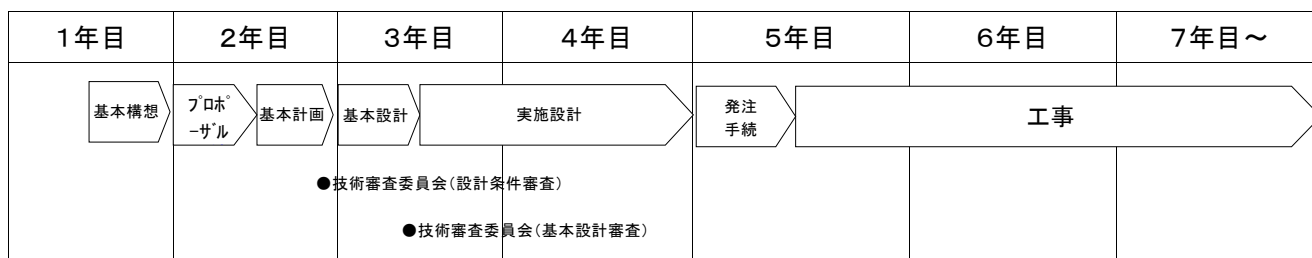 １年目
２年目
３年目
４年目
５年目
６年目
７年目～
基本構想
ﾌﾟﾛﾎﾟ
ｰｻﾞﾙ
基本計画
基本設計
実施設計
発注
手続
工事
●技術審査委員会(設計条件審査)
●技術審査委員会(基本設計審査)